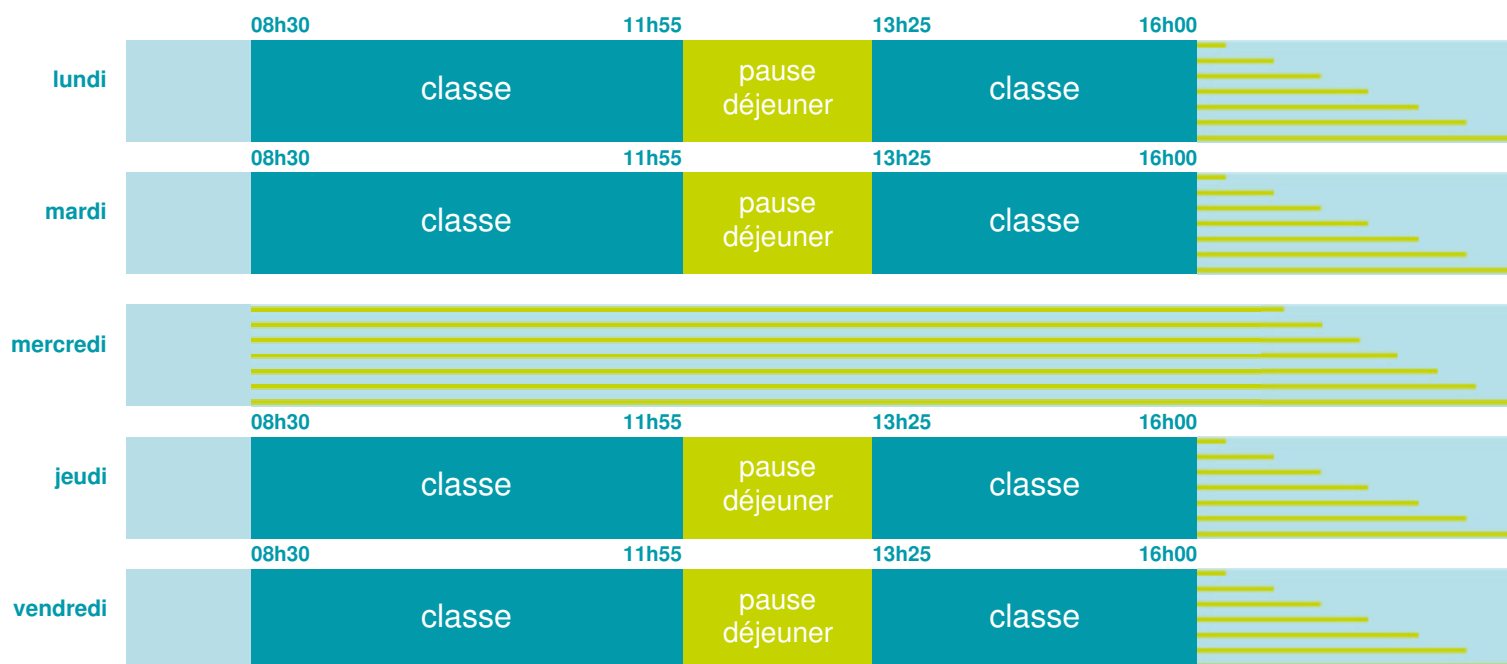 08h30 11h55 13h25 16h00
lundi classe pause déjeuner classe
08h30 11h55 13h25 16h00
mardi classe pause déjeuner classe
mercredi
08h30 11h55 13h25 16h00
jeudi classe pause déjeuner classe
08h30 11h55 13h25 16h00
vendredi classe pause déjeuner classe